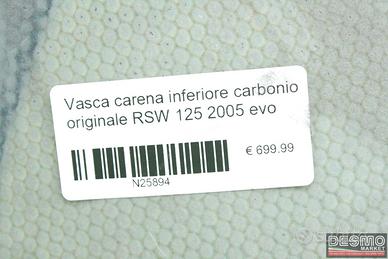 Vasca carena inferiore carbonio
originale RSW 125 2005 evo
€ 699.99
N25894
DESMO
MARKET